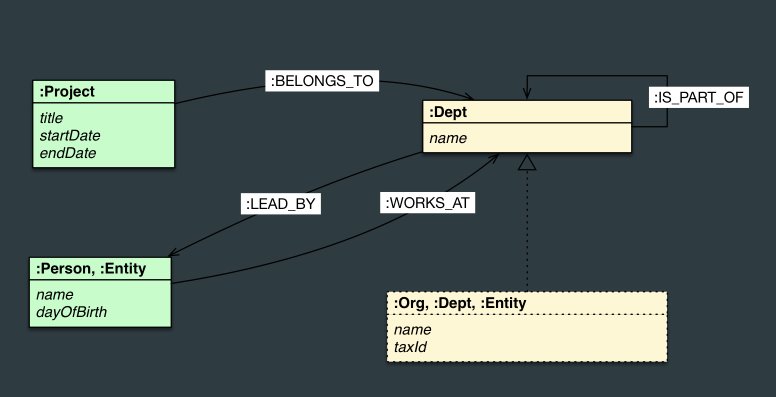 :BELONGS_TO
:Project
title
startDate
endDate
:Dept
name
:IS_PART_OF
:LEAD_BY
:WORKS_AT
:Person, :Entity
name
dayOfBirth
:Org, :Dept, :Entity
name
taxId